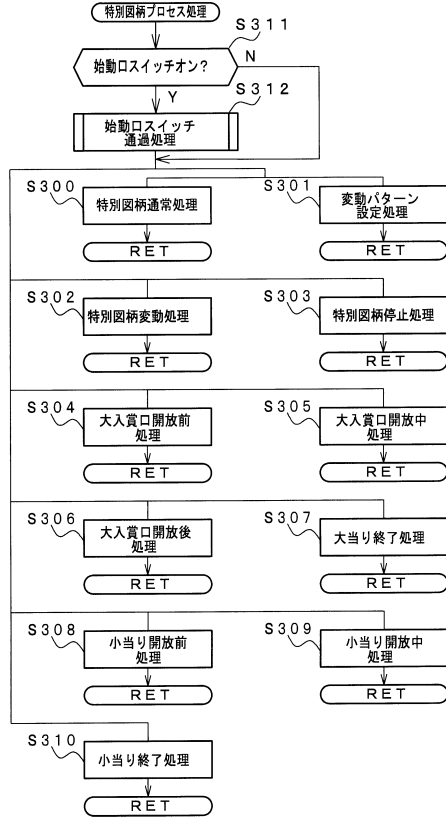 特別図柄プロセス処理
S311
始動口スイッチオン？
N
Y
S312
始動口スイッチ
通過処理
S300
特別図柄通常処理
RET
S301
変動パターン
設定処理
RET
S302
特別図柄変動処理
RET
S303
特別図柄停止処理
RET
S304
大入賞口開放前
処理
RET
S305
大入賞口開放中
処理
RET
S306
大入賞口開放後
処理
RET
S307
大当り終了処理
RET
S308
小当り開放前
処理
RET
S309
小当り開放中
処理
RET
S310
小当り終了処理
RET